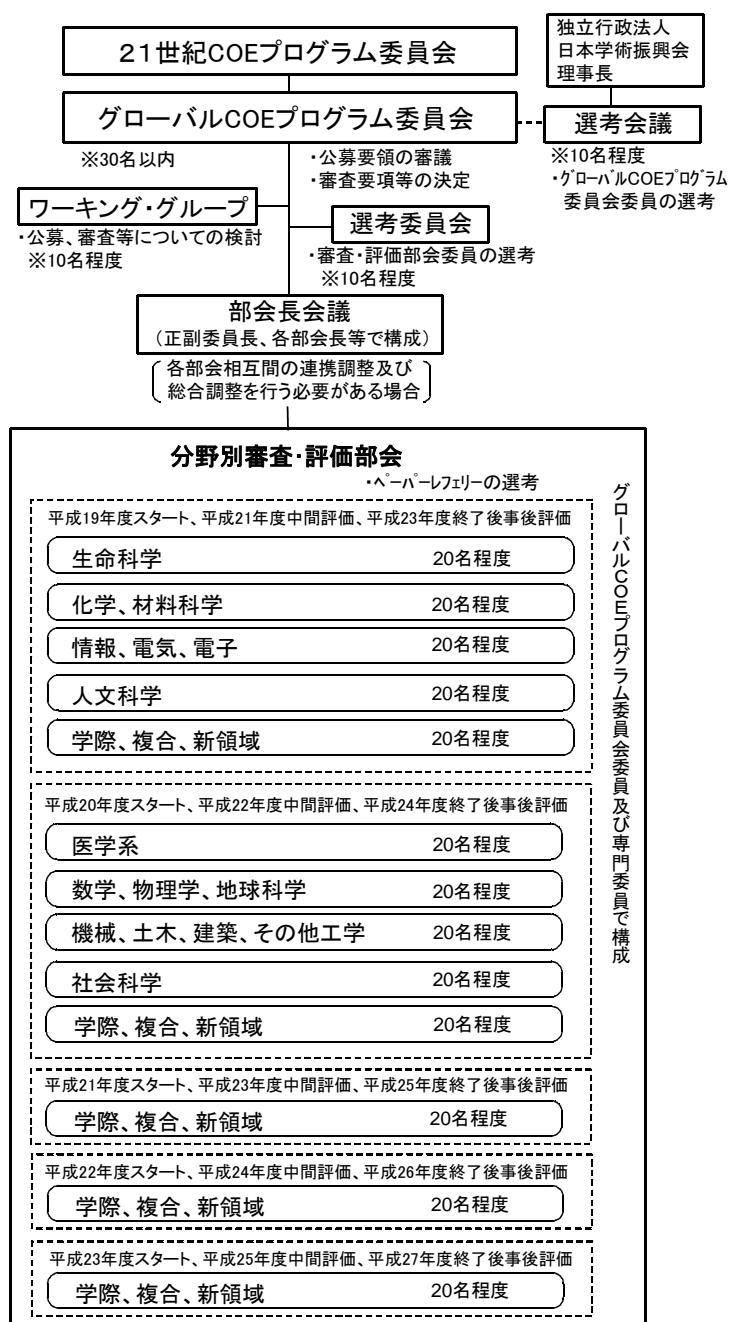 21世紀COEプログラム委員会
独立行政法人
日本学術振興会
理事長
グローバルCOEプログラム委員会
選考会議
※30名以内
・公募要領の審議
・審査要項等の決定
※10名程度
・グローバルCOEプログラム
委員会委員の選考
ワーキング・グループ
・公募、審査等についての検討
※10名程度
選考委員会
・審査・評価部会委員の選考
※10名程度
部会長会議
(正副委員長、各部会長等で構成)
各部会相互間の連携調整及び
総合調整を行う必要がある場合
分野別審査・評価部会
・ペーパーレフェリーの選考
平成19年度スタート、平成21年度中間評価、平成23年度終了後事後評価
生命科学 20名程度
化学、材料科学 20名程度
情報、電気、電子 20名程度
人文科学 20名程度
学際、複合、新領域 20名程度
平成20年度スタート、平成22年度中間評価、平成24年度終了後事後評価
医学系 20名程度
数学、物理学、地球科学 20名程度
機械、土木、建築、その他工学 20名程度
社会科学 20名程度
学際、複合、新領域 20名程度
平成21年度スタート、平成23年度中間評価、平成25年度終了後事後評価
学際、複合、新領域 20名程度
平成22年度スタート、平成24年度中間評価、平成26年度終了後事後評価
学際、複合、新領域 20名程度
平成23年度スタート、平成25年度中間評価、平成27年度終了後事後評価
学際、複合、新領域 20名程度
グローバルCOEプログラム委員会委員及び専門委員で構成